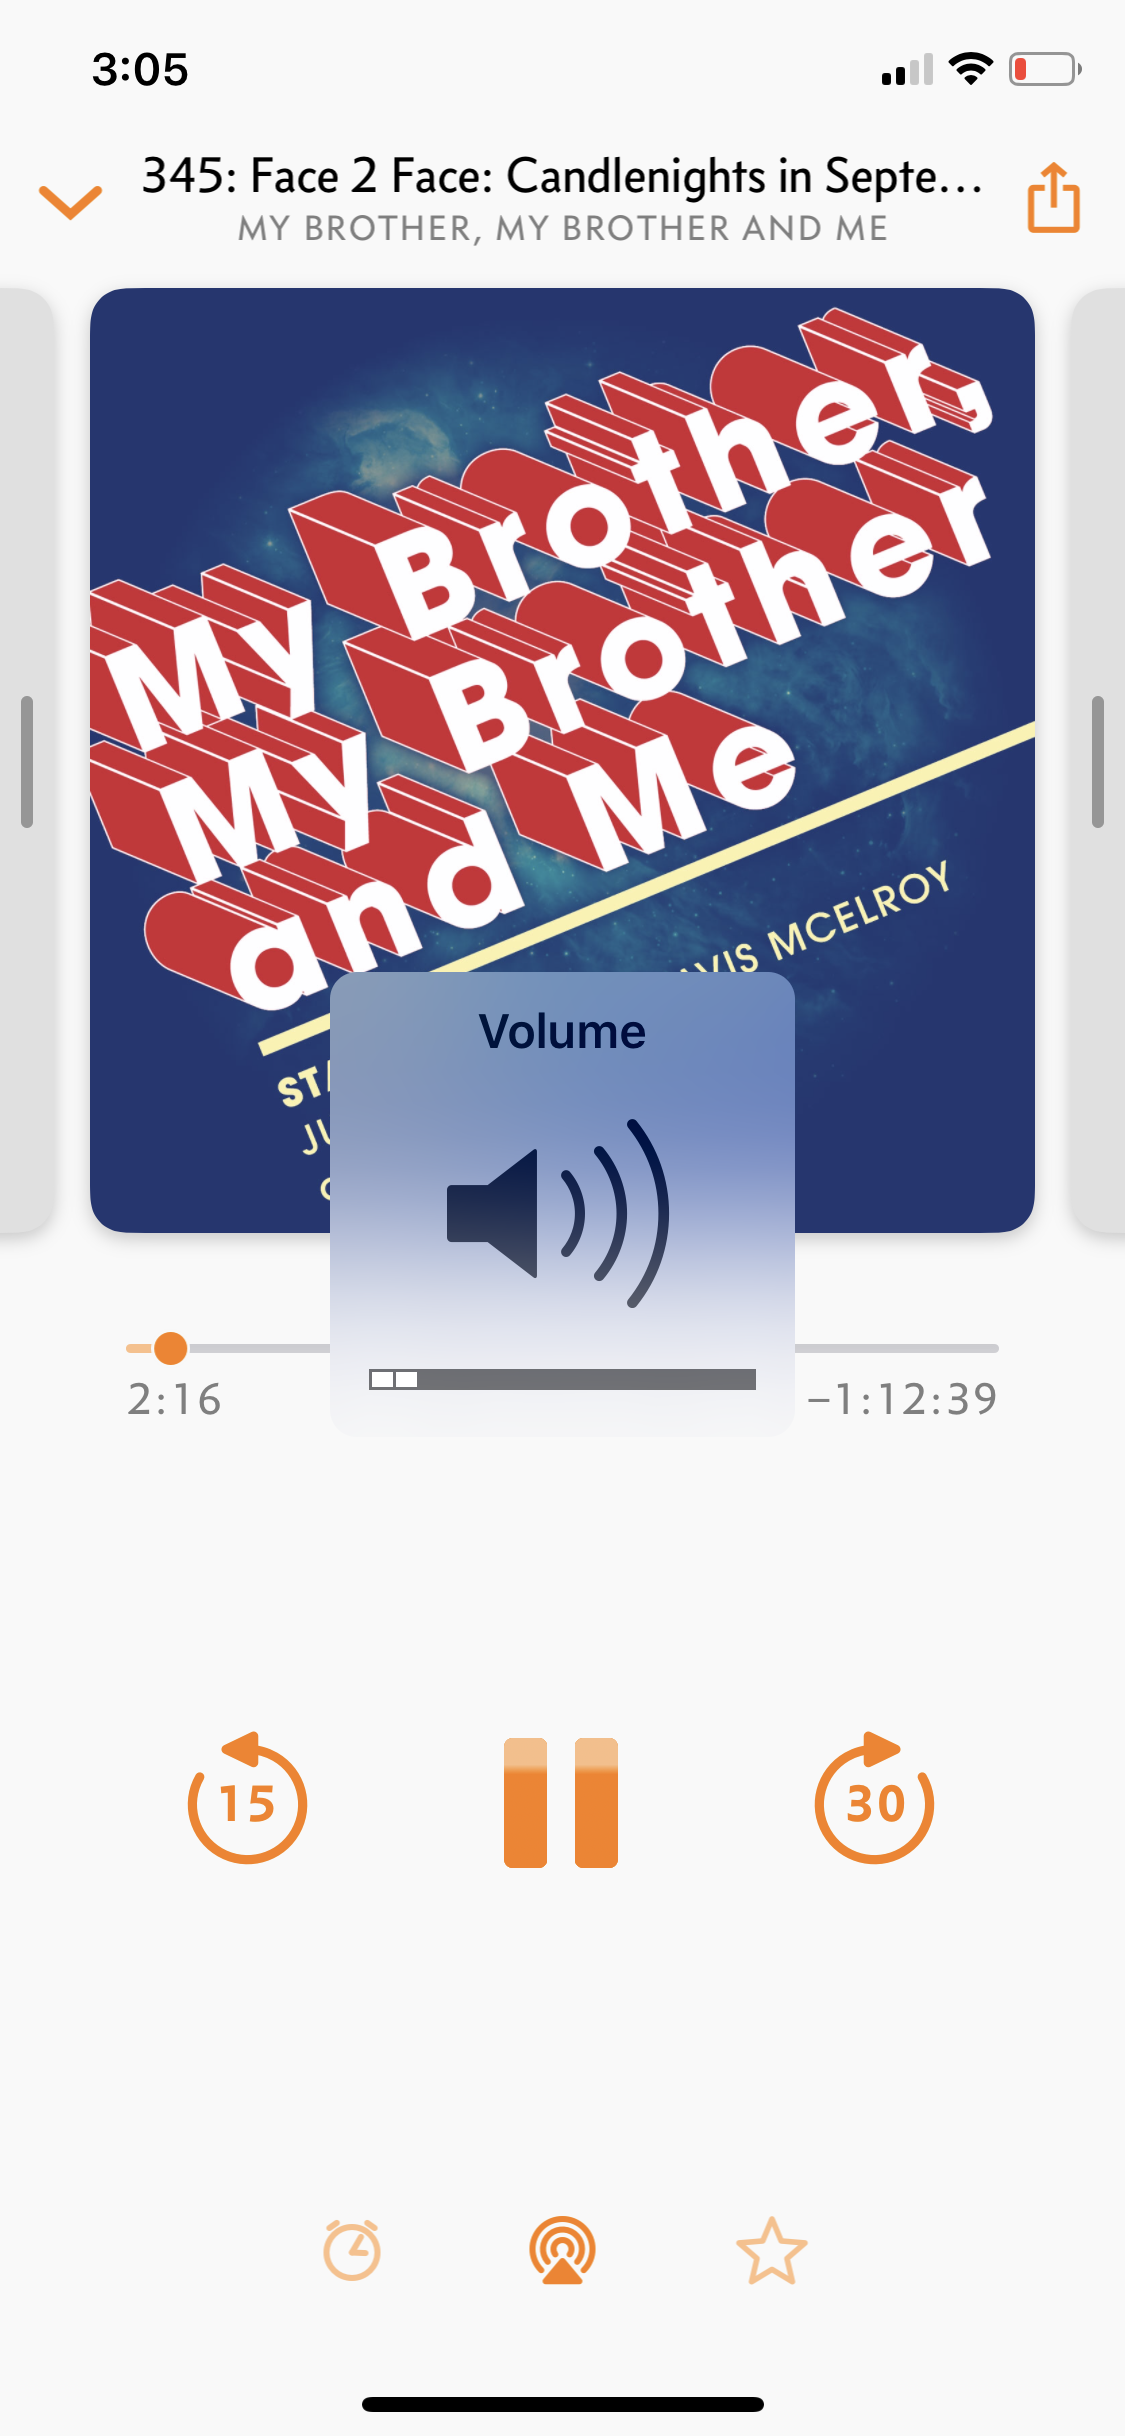 3:05
345: Face 2 Face: Candlenights in Septe...
MY BROTHER, MY BROTHER AND ME
My Brother,
My Brother
and Me
MCELROY
Volume
2:16
–1:12:39
15
30